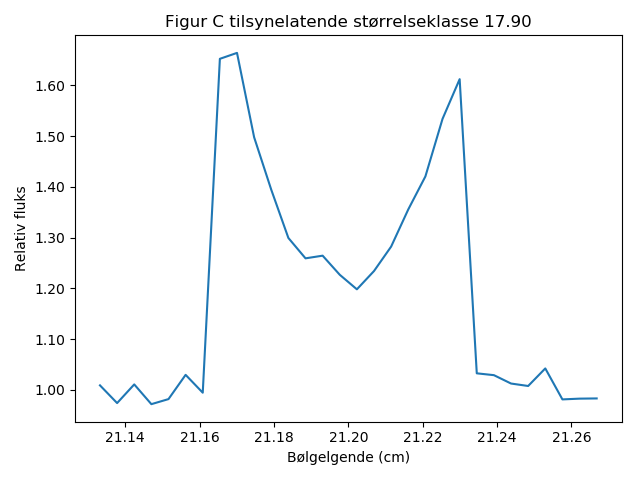 Figur C tilsynelatende størrelseklasse 17.90
1.60
1.50
1.40
1.30
1.20
1.10
1.00
Relativ fluks
21.14 21.16 21.18 21.20 21.22 21.24 21.26
Bølgelgende (cm)